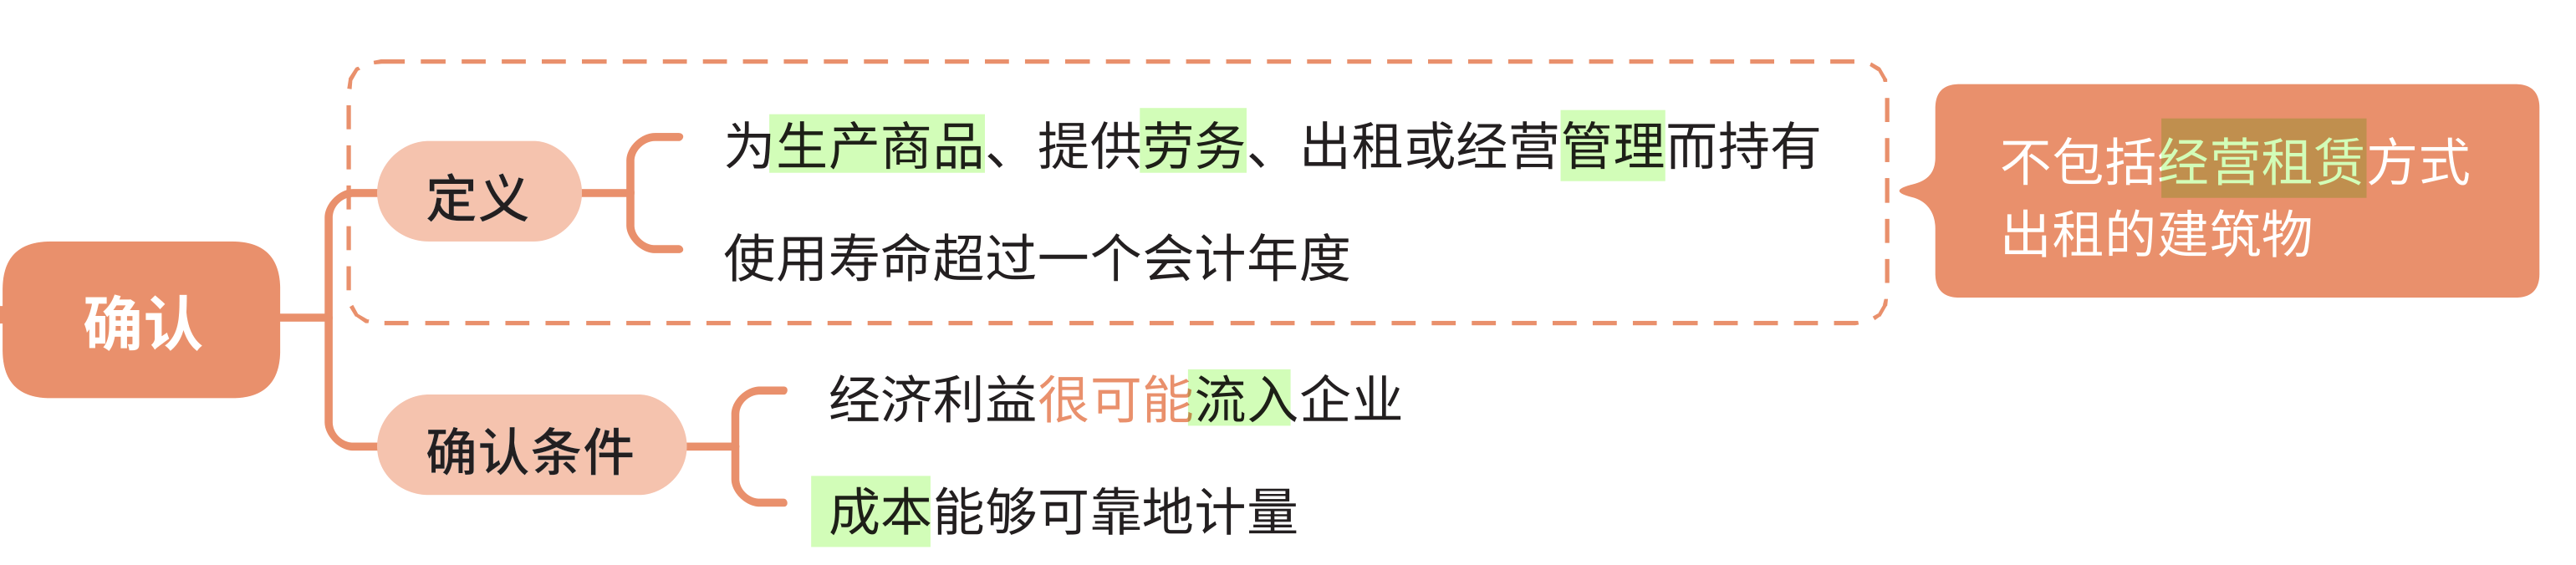 确认
定义
为生产商品、提供劳务、出租或经营管理而持有
使用寿命超过一个会计年度
不包括经营租赁方式
出租的建筑物
确认条件
经济利益很可能流入企业
成本能够可靠地计量